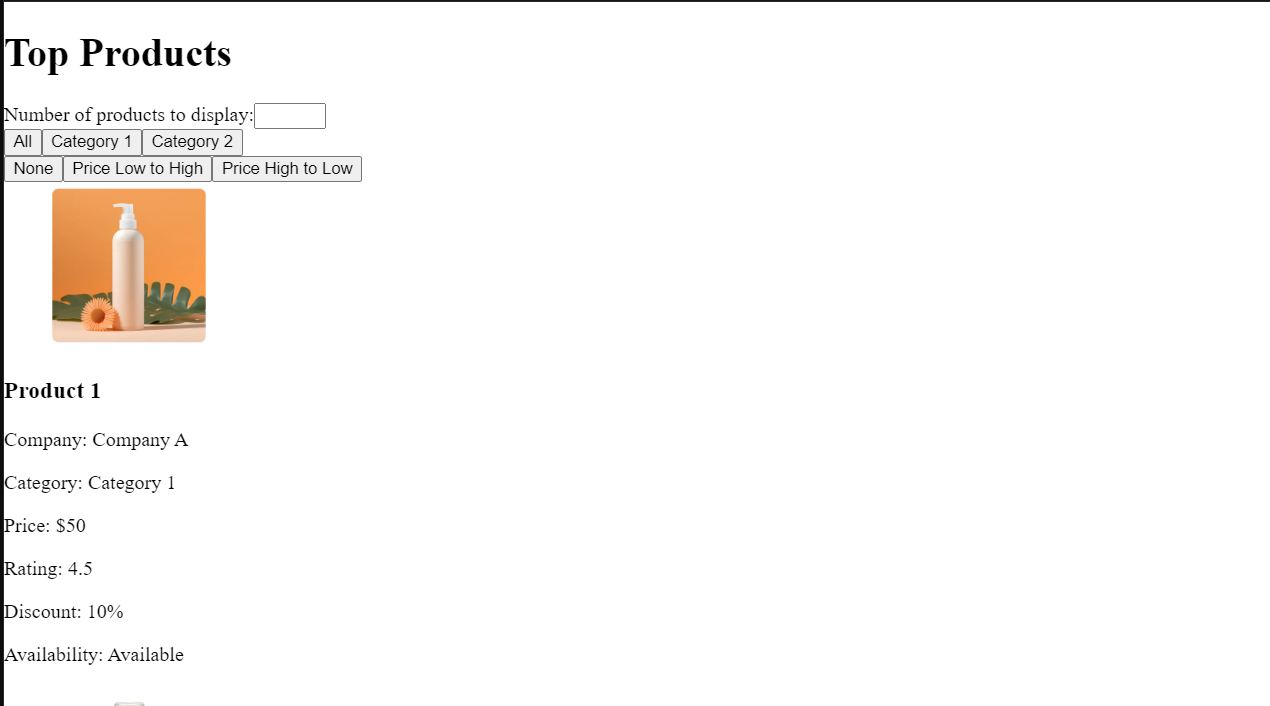 Top Products
Number of products to display:
All Category 1 Category 2
None Price Low to High Price High to Low
Product 1
Company: Company A
Category: Category 1
Price: $50
Rating: 4.5
Discount: 10%
Availability: Available